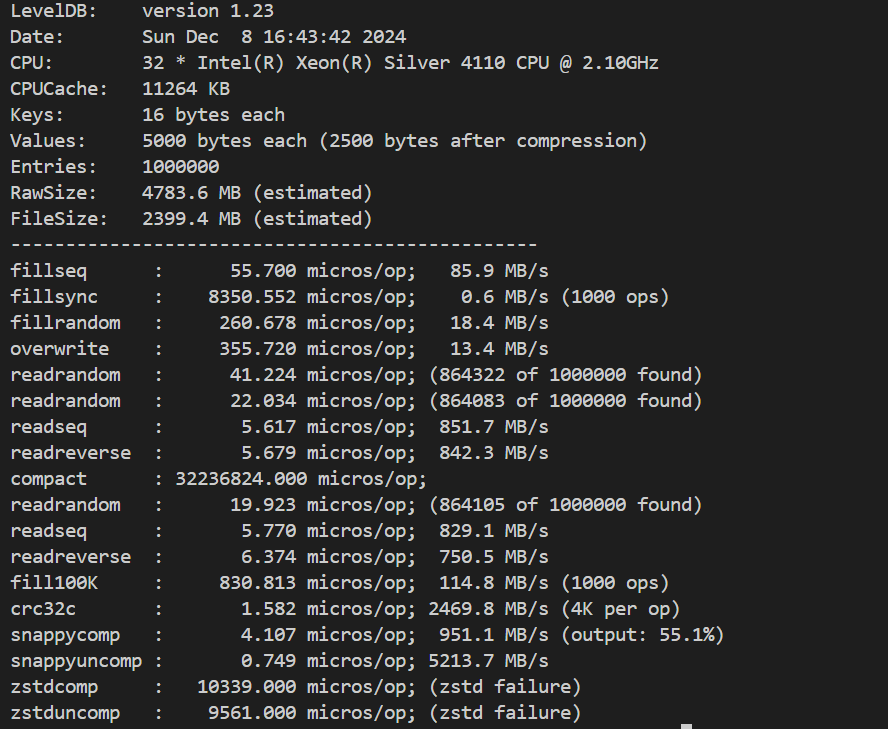 LevelDB:    version 1.23
Date:       Sun Dec  8 16:43:42 2024
CPU:        32 * Intel(R) Xeon(R) Silver 4110 CPU @ 2.10GHz
CPUCache:   11264 KB
Keys:       16 bytes each
Values:     5000 bytes each (2500 bytes after compression)
Entries:    1000000
RawSize:    4783.6 MB (estimated)
FileSize:   2399.4 MB (estimated)
------------------------------------------------
fillseq      :      55.700 micros/op;   85.9 MB/s
fillsync     :    8350.552 micros/op;    0.6 MB/s (1000 ops)
fillrandom   :     260.678 micros/op;   18.4 MB/s
overwrite    :     355.720 micros/op;   13.4 MB/s
readrandom   :      41.224 micros/op; (864322 of 1000000 found)
readrandom   :      22.034 micros/op; (864083 of 1000000 found)
readseq      :       5.617 micros/op;  851.7 MB/s
readreverse  :       5.679 micros/op;  842.3 MB/s
compact      : 32236824.000 micros/op;
readrandom   :      19.923 micros/op; (864105 of 1000000 found)
readseq      :       5.770 micros/op;  829.1 MB/s
readreverse  :       6.374 micros/op;  750.5 MB/s
fill100K     :     830.813 micros/op;  114.8 MB/s (1000 ops)
crc32c       :       1.582 micros/op; 2469.8 MB/s (4K per op)
snappycomp   :       4.107 micros/op;  951.1 MB/s (output: 55.1%)
snappyuncomp :       0.749 micros/op; 5213.7 MB/s
zstdcomp     :   10339.000 micros/op; (zstd failure)
zstduncomp   :    9561.000 micros/op; (zstd failure)